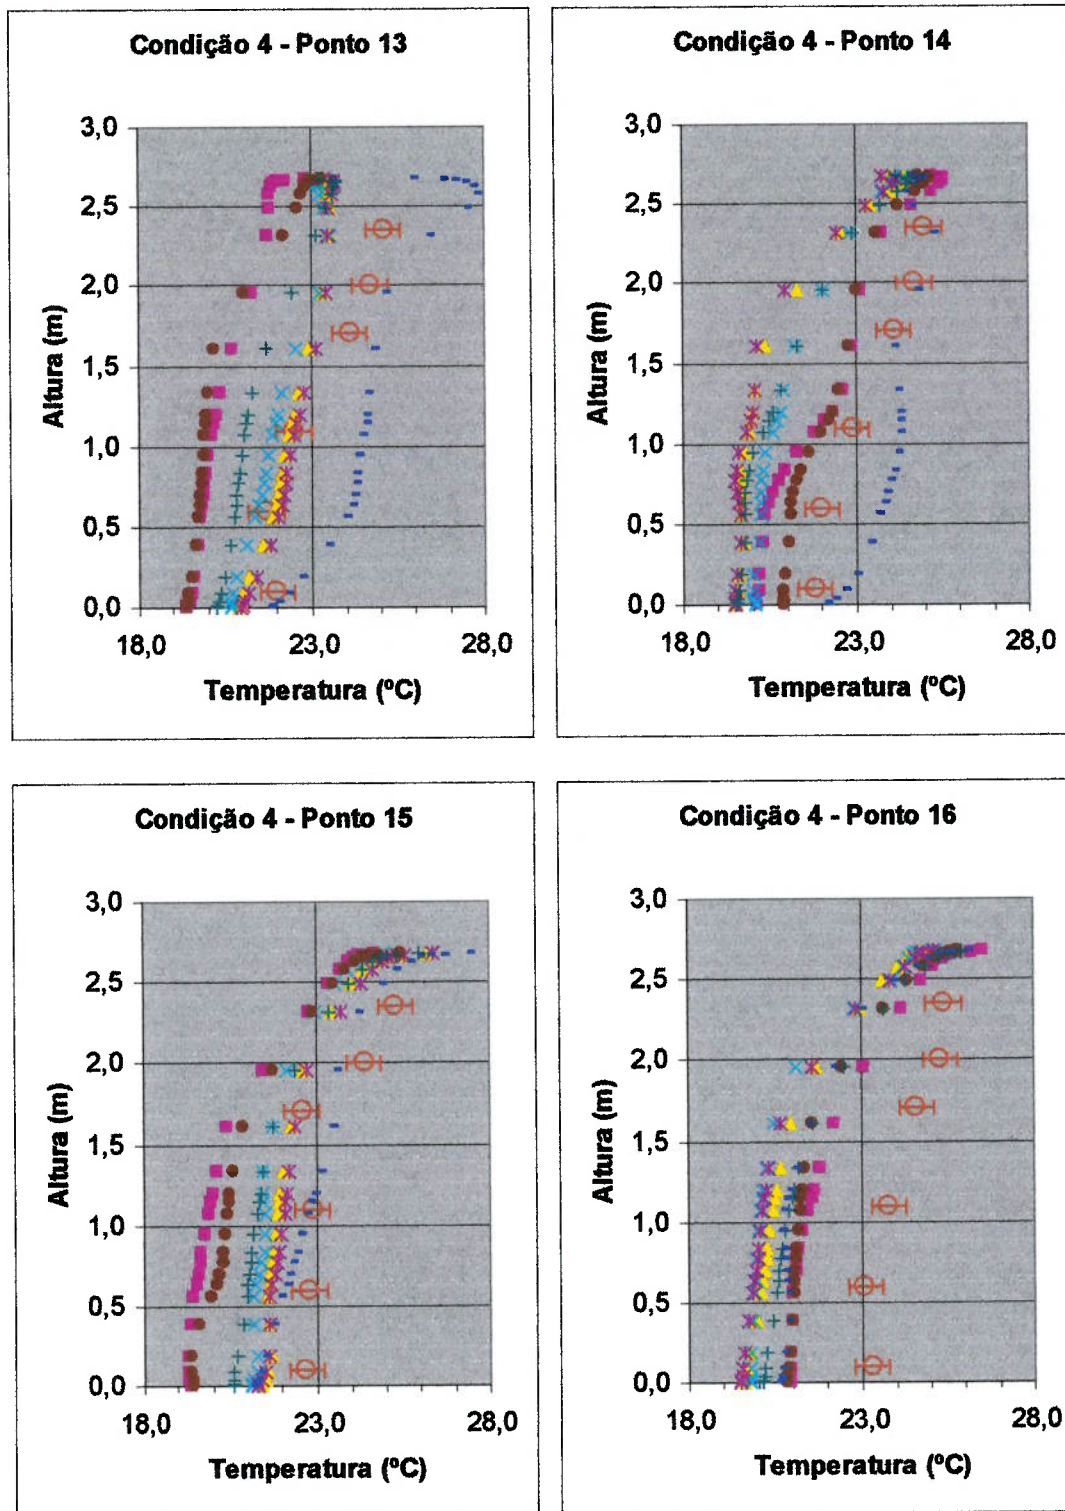 Condição 4 - Ponto 13
3,0
2,5
2,0
1,5
1,0
0,5
0,0
Altura (m)
18,0 23,0 28,0
Temperatura (ºC)
Condição 4 - Ponto 14
3,0
2,5
2,0
1,5
1,0
0,5
0,0
Altura (m)
18,0 23,0 28,0
Temperatura (ºC)
Condição 4 - Ponto 15
3,0
2,5
2,0
1,5
1,0
0,5
0,0
Altura (m)
18,0 23,0 28,0
Temperatura (ºC)
Condição 4 - Ponto 16
3,0
2,5
2,0
1,5
1,0
0,5
0,0
Altura (m)
18,0 23,0 28,0
Temperatura (ºC)